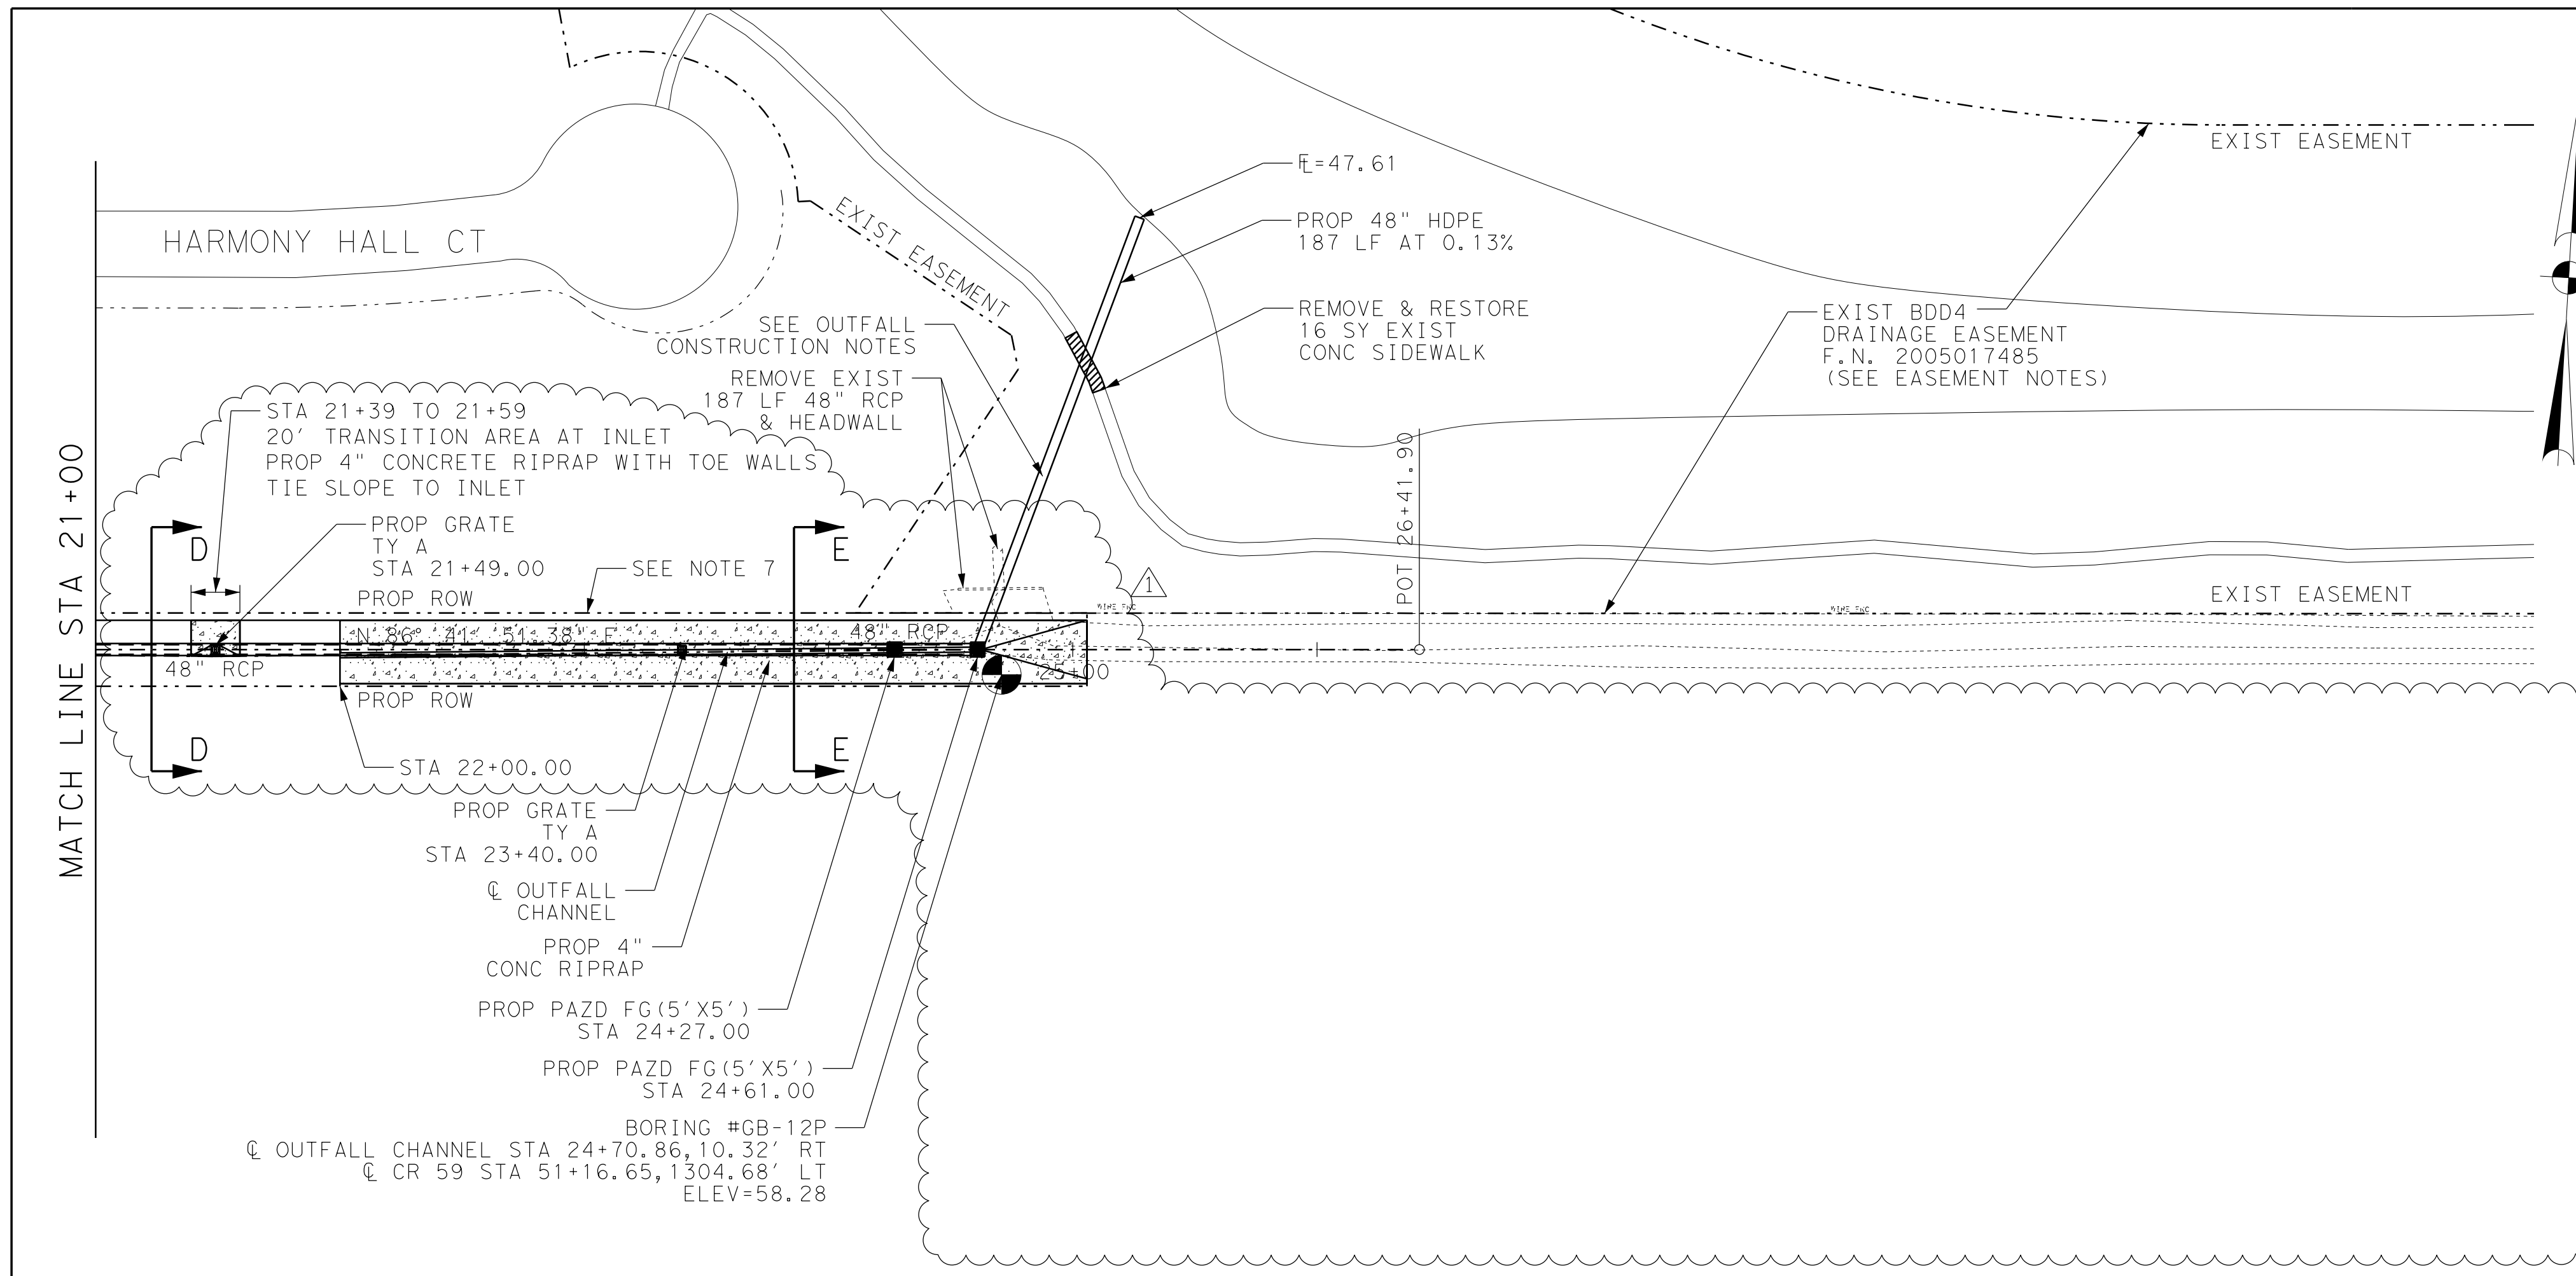 EXIST EASEMENT
HARMONY HALL CT
EXIST EASEMENT
FL=47.61
PROP 48" HDPE
187 LF AT 0.13%
REMOVE & RESTORE
16 SY EXIST
CONC SIDEWALK
EXIST BDD4
DRAINAGE EASEMENT
F.N. 2005017485
(SEE EASEMENT NOTES)
SEE OUTFALL
CONSTRUCTION NOTES
REMOVE EXIST
187 LF 48" RCP
& HEADWALL
STA 21+39 TO 21+59
20' TRANSITION AREA AT INLET
PROP 4" CONCRETE RIPRAP WITH TOE WALLS
TIE SLOPE TO INLET
MATCH LINE STA 21+00
PROP GRATE
TY A
STA 21+49.00
D
E
SEE NOTE 7
PROP ROW
1
POT 26+41.90
WIRE FNC
WIRE FNC
EXIST EASEMENT
N 86° 41' 51.38" E
48" RCP
48" RCP
25+00
PROP ROW
D
E
STA 22+00.00
PROP GRATE
TY A
STA 23+40.00
℄ OUTFALL
CHANNEL
PROP 4"
CONC RIPRAP
PROP PAZD FG(5'X5')
STA 24+27.00
PROP PAZD FG(5'X5')
STA 24+61.00
BORING #GB-12P
℄ OUTFALL CHANNEL STA 24+70.86,10.32' RT
℄ CR 59 STA 51+16.65,1304.68' LT
ELEV=58.28